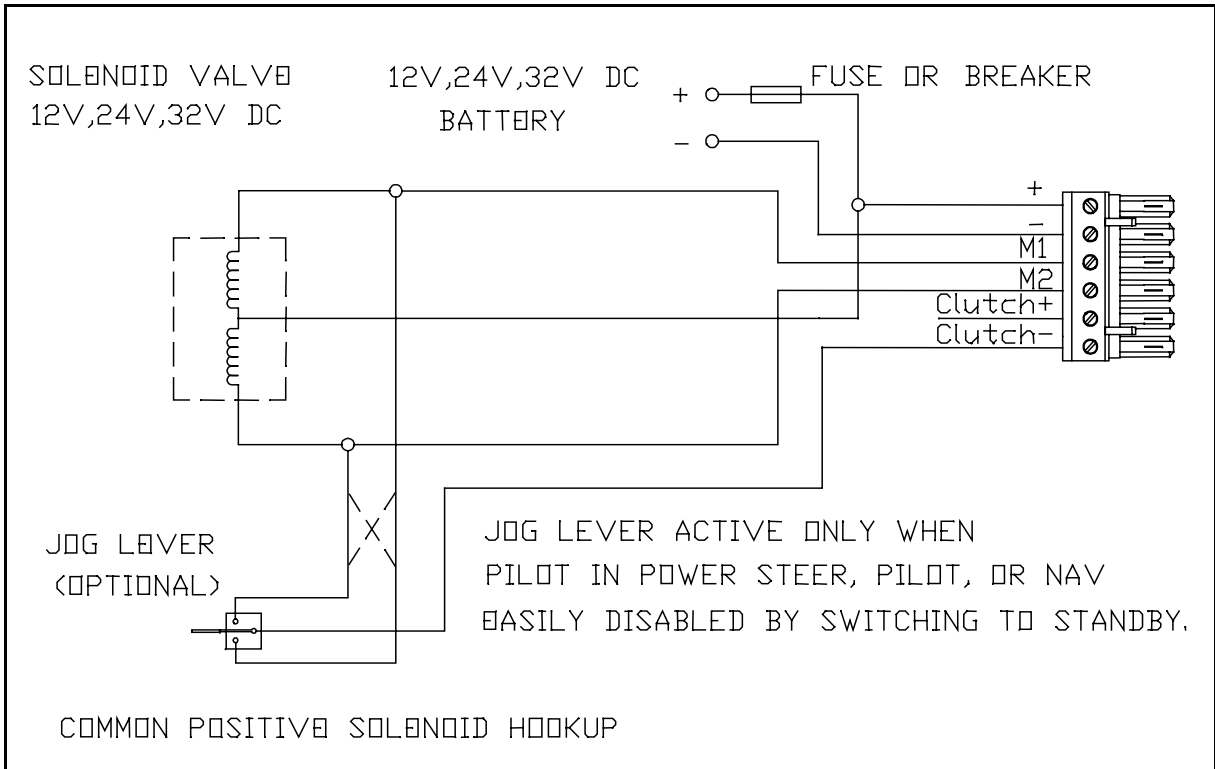 SOLENOID VALVE
12V,24V,32V DC
12V,24V,32V DC
BATTERY
+
-
FUSE OR BREAKER
+
-
M1
M2
Clutch+
Clutch-
JOG LEVER
(OPTIONAL)
JOG LEVER ACTIVE ONLY WHEN
PILOT IN POWER STEER, PILOT, OR NAV
EASILY DISABLED BY SWITCHING TO STANDBY.
COMMON POSITIVE SOLENOID HOOKUP